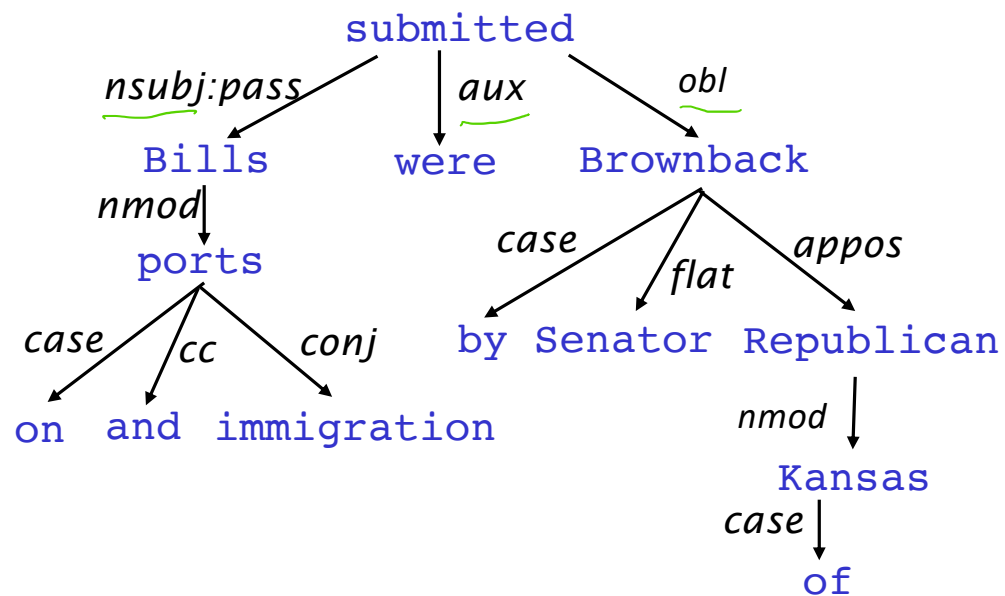 submitted
nsubj:pass aux obl
Bills were Brownback
nmod case flat appos
ports
case cc conj by Senator Republican
on and immigration nmod
Kansas
case
of